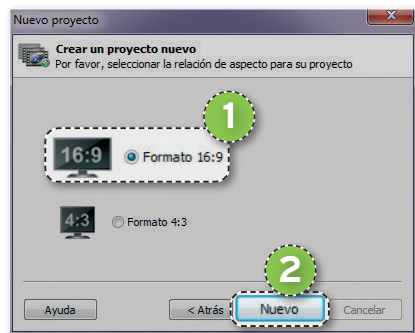 Nuevo proyecto
Crear un proyecto nuevo
Por favor, seleccionar la relación de aspecto para su proyecto
1
16:9 Formato 16:9
4:3 Formato 4:3
2
Ayuda < Atrás Nuevo Cancelar